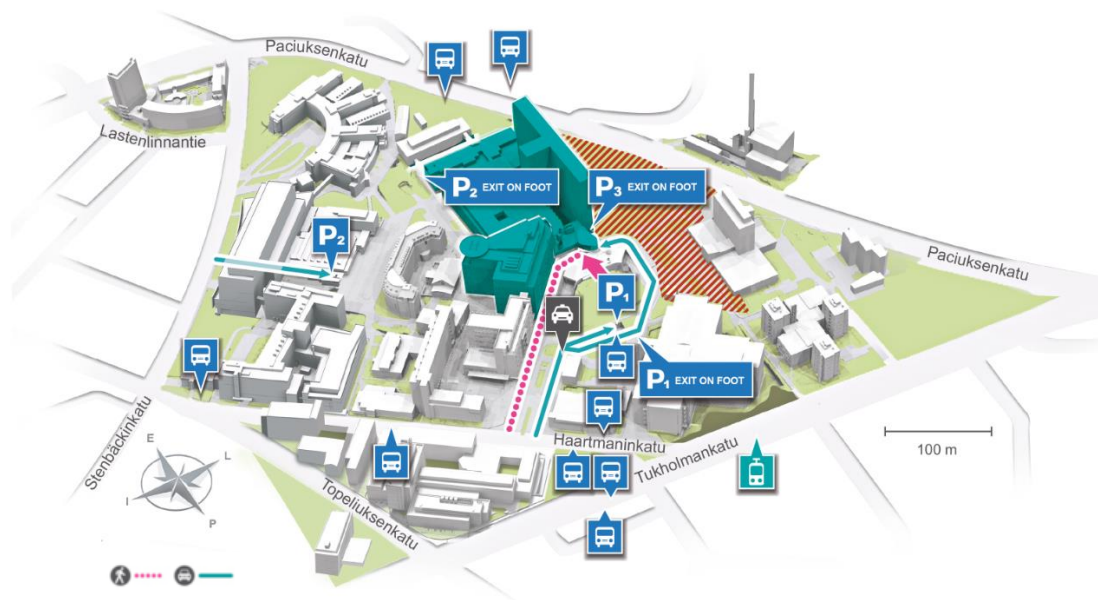 Paciuksenkatu
Lastenlinnantie
P2 EXIT ON FOOT
P3 EXIT ON FOOT
P2
Paciuksenkatu
P1
P1 EXIT ON FOOT
Stenbäckinkatu
Haartmaninkatu
Tukholmankatu
100 m
Topeliuksenkatu
E
L
I
P